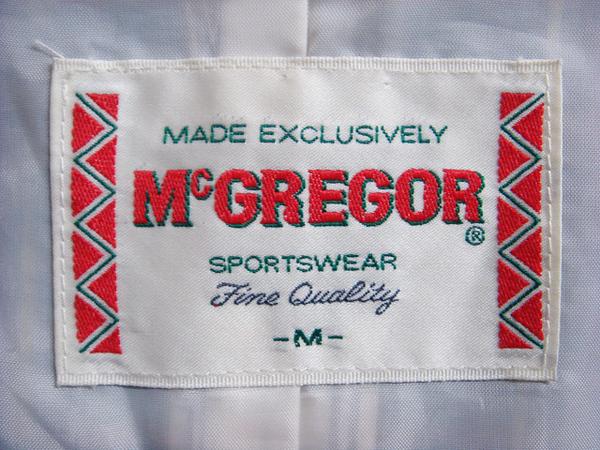 MADE EXCLUSIVELY
McGREGOR®
SPORTSWEAR
Fine Quality
-M-